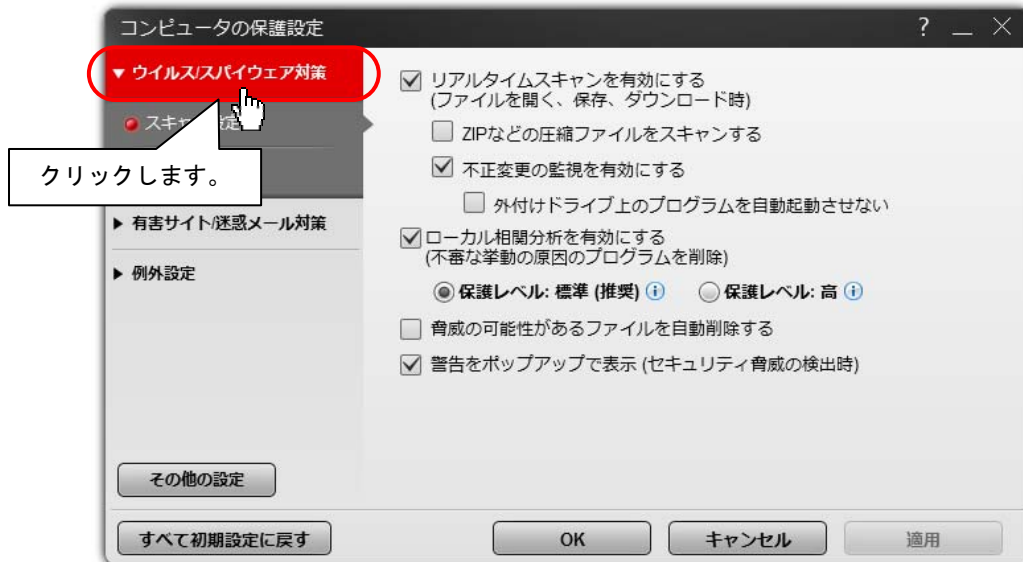 コンピュータの保護設定
? _ ×
▼ ウイルス/スパイウェア対策
スキ
クリックします。
▶ 有害サイト/迷惑メール対策
▶ 例外設定
その他の設定
リアルタイムスキャンを有効にする
(ファイルを開く、保存、ダウンロード時)
ZIPなどの圧縮ファイルをスキャンする
不正変更の監視を有効にする
外付けドライブ上のプログラムを自動起動させない
ローカル相関分析を有効にする
(不審な挙動の原因のプログラムを削除)
保護レベル: 標準 (推奨) i 保護レベル: 高 i
脅威の可能性があるファイルを自動削除する
警告をポップアップで表示 (セキュリティ脅威の検出時)
すべて初期設定に戻す
OK
キャンセル
適用